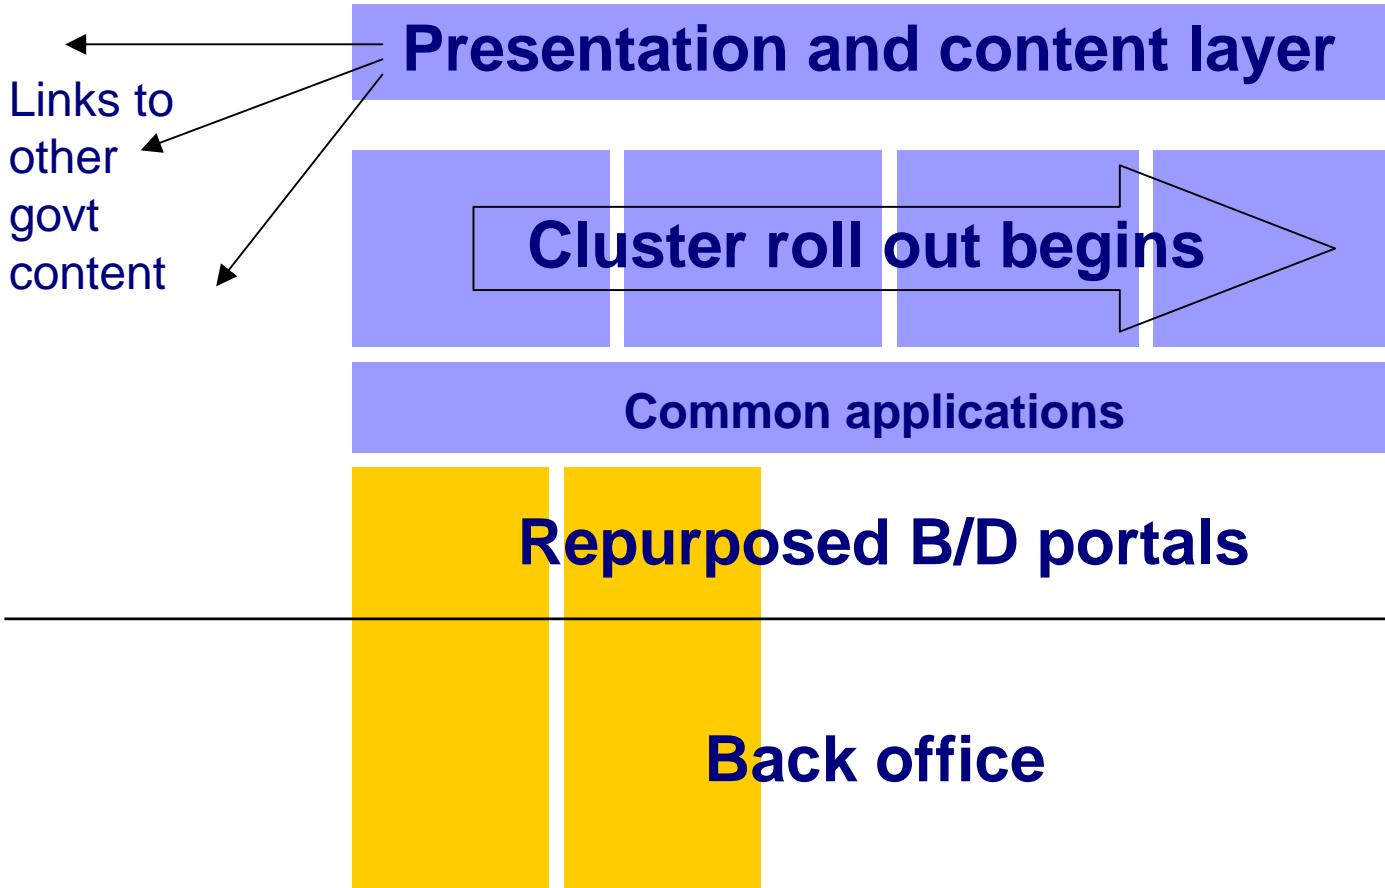 Presentation and content layer
Links to
other
govt
content
Cluster roll out begins
Common applications
Repurposed B/D portals
Back office